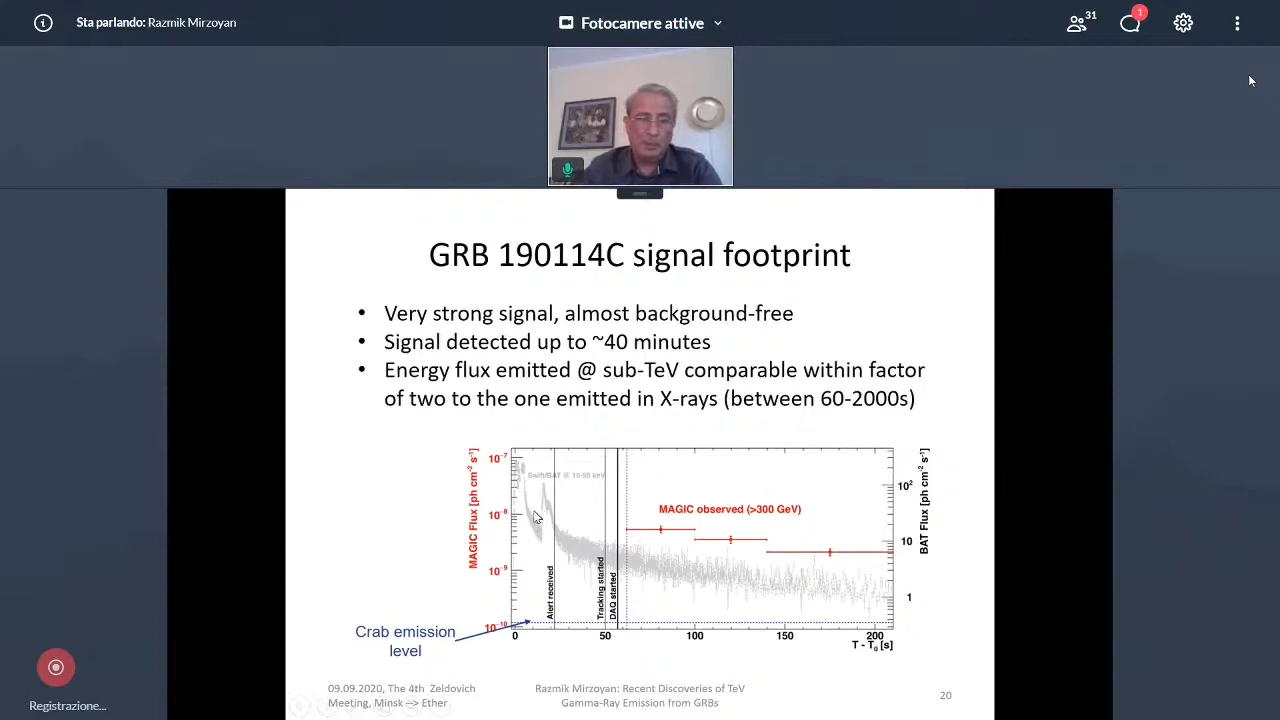 Sta parlando: Razmik Mirzoyan
Fotocamere attive
31
1
GRB 190114C signal footprint
• Very strong signal, almost background-free
• Signal detected up to ~40 minutes
• Energy flux emitted @ sub-TeV comparable within factor
of two to the one emitted in X-rays (between 60-2000s)
MAGIC Flux [ph cm⁻² s⁻¹]
10⁻⁷
10⁻⁸
10⁻⁹
10⁻¹⁰
Swift/BAT @ 15-50 keV
MAGIC observed (>300 GeV)
Alert received
Tracking started
DAQ started
10²
10
1
BAT Flux [ph cm⁻² s⁻¹]
0 50 100 150 200
T - T₀ [s]
Crab emission
level
09.09.2020, The 4th Zeldovich
Meeting, Minsk --> Ether
Razmik Mirzoyan: Recent Discoveries of TeV
Gamma-Ray Emission from GRBs
20
Registrazione...